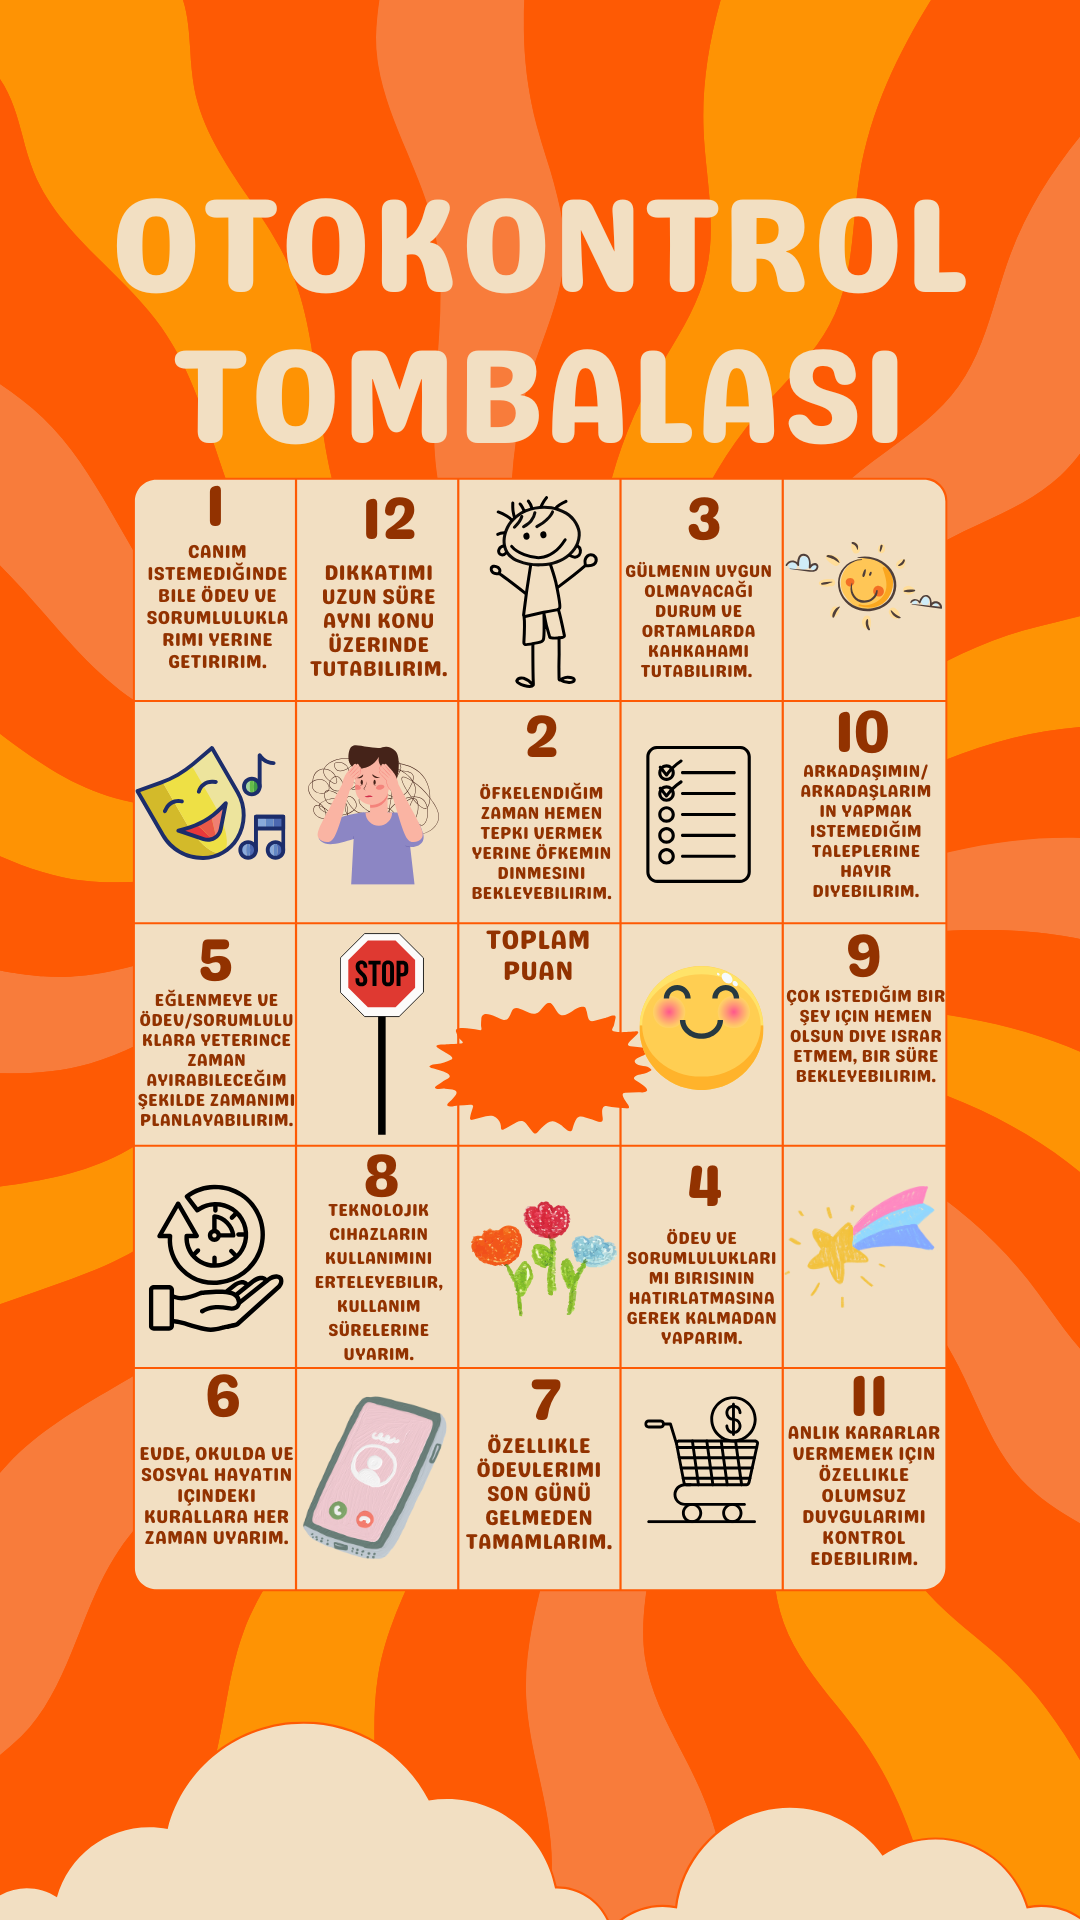 OTOKONTROL
TOMBALASI
1
CANIM
ISTEMEDIĞINDE
BILE ÖDEV VE
SORUMLULUKLA
RIMI YERINE
GETIRIRIM.
12
DIKKATIMI
UZUN SÜRE
AYNI KONU
ÜZERINDE
TUTABILIRIM.
3
GÜLMENIN UYGUN
OLMAYACAĞI
DURUM VE
ORTAMLARDA
KAHKAHAMI
TUTABILIRIM.
2
ÖFKELENDIĞIM
ZAMAN HEMEN
TEPKI VERMEK
YERINE ÖFKEMIN
DINMESINI
BEKLEYEBILIRIM.
10
ARKADAŞIMIN/
ARKADAŞLARIM
IN YAPMAK
ISTEMEDIĞIM
TALEPLERINE
HAYIR
DIYEBILIRIM.
5
EĞLENMEYE VE
ÖDEV/SORUMLULU
KLARA YETERINCE
ZAMAN
AYIRABILECEĞIM
ŞEKILDE ZAMANIMI
PLANLAYABILIRIM.
STOP
TOPLAM
PUAN
9
ÇOK ISTEDIĞIM BIR
ŞEY IÇIN HEMEN
OLSUN DIYE ISRAR
ETMEM, BIR SÜRE
BEKLEYEBILIRIM.
8
TEKNOLOJIK
CIHAZLARIN
KULLANIMINI
ERTELEYEBILIR,
KULLANIM
SÜRELERINE
UYARIM.
4
ÖDEV VE
SORUMLULUKLARI
MI BIRISININ
HATIRLATMASINA
GEREK KALMADAN
YAPARIM.
6
EVDE, OKULDA VE
SOSYAL HAYATIN
IÇINDEKI
KURALLARA HER
ZAMAN UYARIM.
7
ÖZELLIKLE
ÖDEVLERIMI
SON GÜNÜ
GELMEDEN
TAMAMLARIM.
$
11
ANLIK KARARLAR
VERMEMEK IÇIN
ÖZELLIKLE
OLUMSUZ
DUYGULARIMI
KONTROL
EDEBILIRIM.